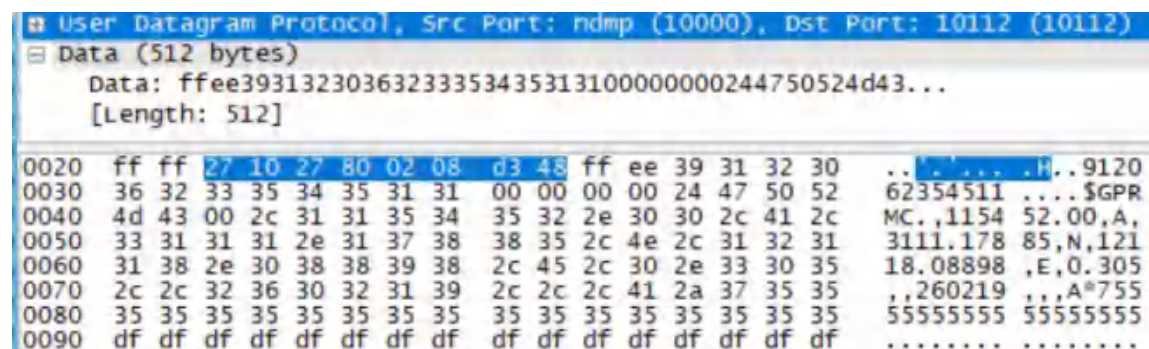 User Datagram Protocol, Src Port: ndmp (10000), Dst Port: 10112 (10112)
Data (512 bytes)
Data: ffee393132303632333534353131000000002447505​24d43...
[Length: 512]
0020 ff ff 27 10 27 80 02 08 d3 48 ff ee 39 31 32 30 ..'.'... .H..9120
0030 36 32 33 35 34 35 31 31 00 00 00 00 24 47 50 52 62354511 ....$GPR
0040 4d 43 00 2c 31 31 35 34 35 32 2e 30 30 2c 41 2c MC.,1154 52.00,A,
0050 33 31 31 31 2e 31 37 38 38 35 2c 4e 2c 31 32 31 3111.178 85,N,121
0060 31 38 2e 30 38 38 39 38 2c 45 2c 30 2e 33 30 35 18.08898 ,E,0.305
0070 2c 2c 32 36 30 32 31 39 2c 2c 2c 41 2a 37 35 35 ,,260219 ,,,A*755
0080 35 35 35 35 35 35 35 35 35 35 35 35 35 35 35 35 55555555 55555555
0090 df df df df df df df df df df df df df df df df ........ ........